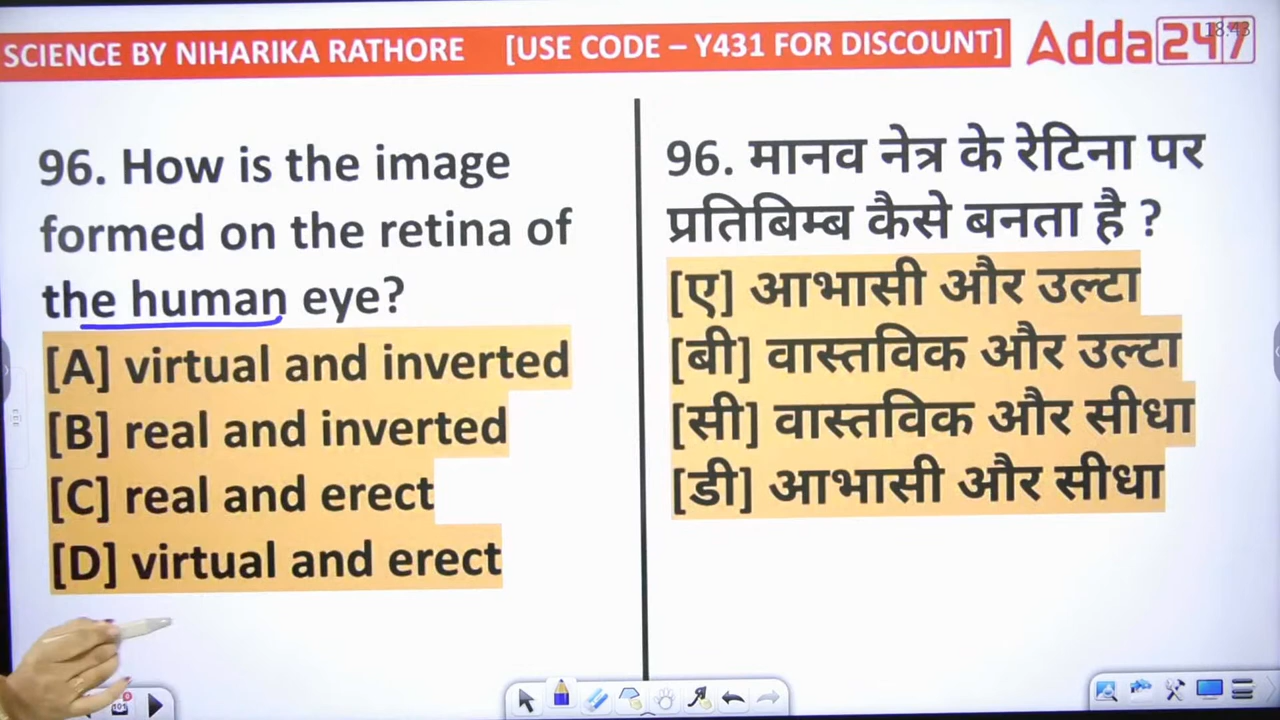 SCIENCE BY NIHARIKA RATHORE [USE CODE – Y431 FOR DISCOUNT]
Adda247
18:43
96. How is the image
formed on the retina of
the human eye?
[A] virtual and inverted
[B] real and inverted
[C] real and erect
[D] virtual and erect
96. मानव नेत्र के रेटिना पर
प्रतिबिम्ब कैसे बनता है ?
[ए] आभासी और उल्टा
[बी] वास्तविक और उल्टा
[सी] वास्तविक और सीधा
[डी] आभासी और सीधा